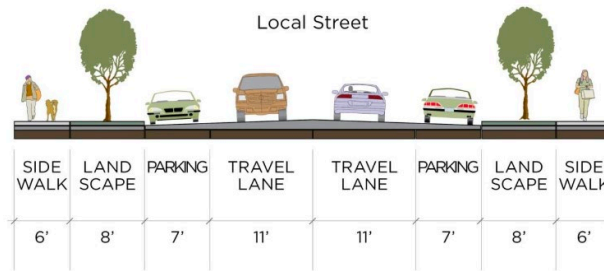 Local Street
SIDE LAND PARKING TRAVEL TRAVEL PARKING LAND SIDE
WALK SCAPE LANE LANE SCAPE WALK
6' 8' 7' 11' 11' 7' 8' 6'